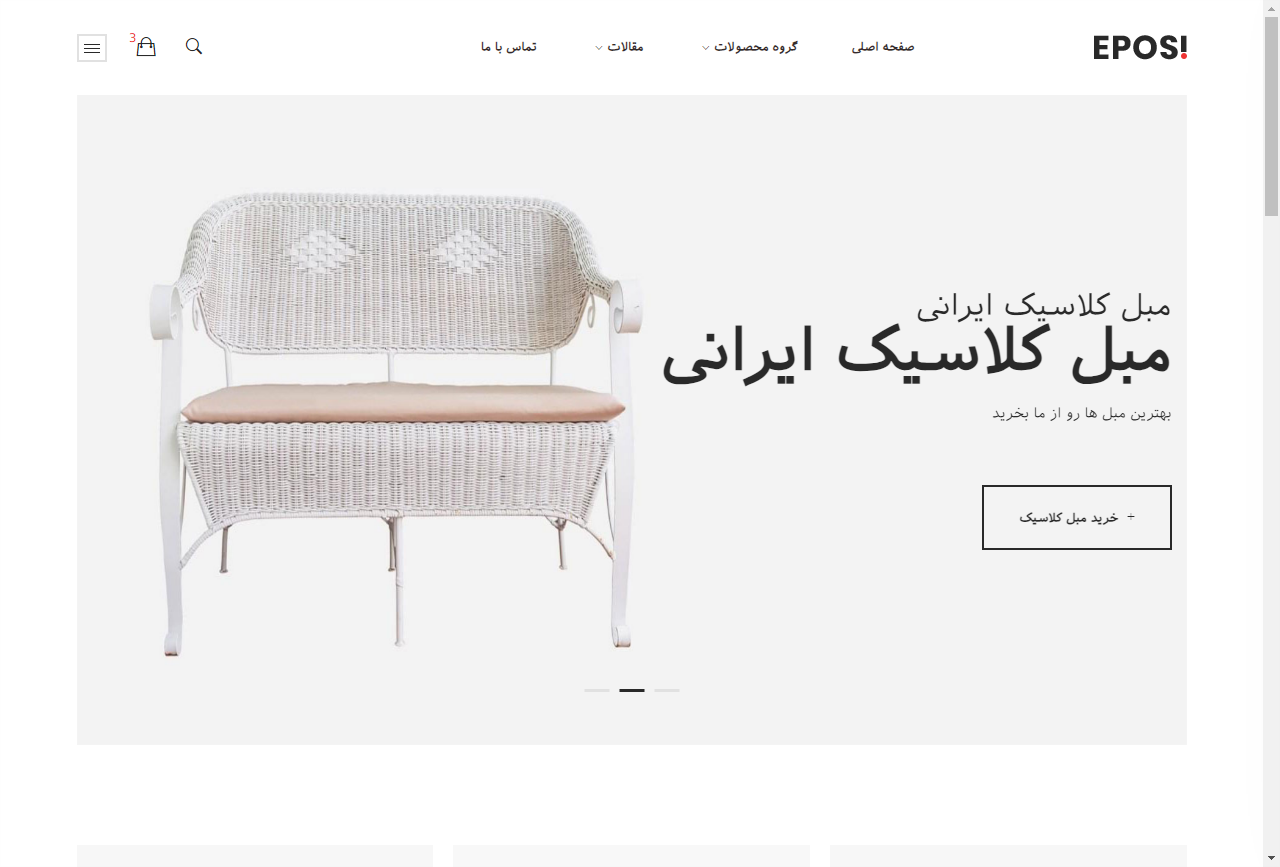 EPOS!
صفحه اصلی
گروه محصولات
مقالات
تماس با ما
3
مبل کلاسیک ایرانی
مبل کلاسیک ایرانی
بهترین مبل ها رو از ما بخرید
+ خرید مبل کلاسیک